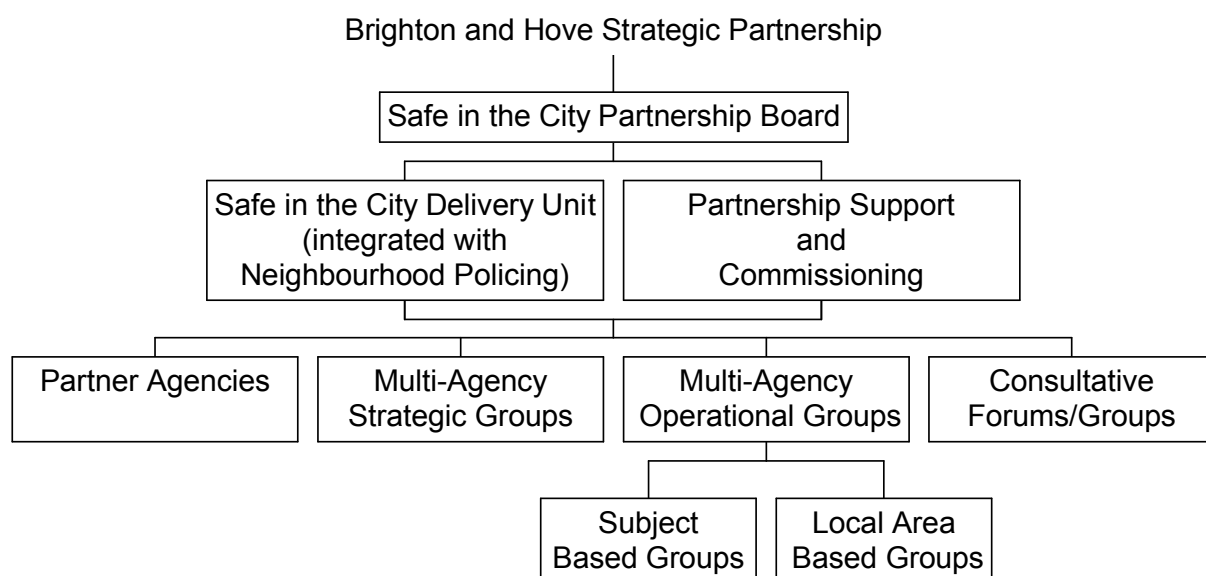 Brighton and Hove Strategic Partnership
Safe in the City Partnership Board
Safe in the City Delivery Unit
(integrated with
Neighbourhood Policing)
Partnership Support
and
Commissioning
Partner Agencies
Multi-Agency
Strategic Groups
Multi-Agency
Operational Groups
Consultative
Forums/Groups
Subject
Based Groups
Local Area
Based Groups